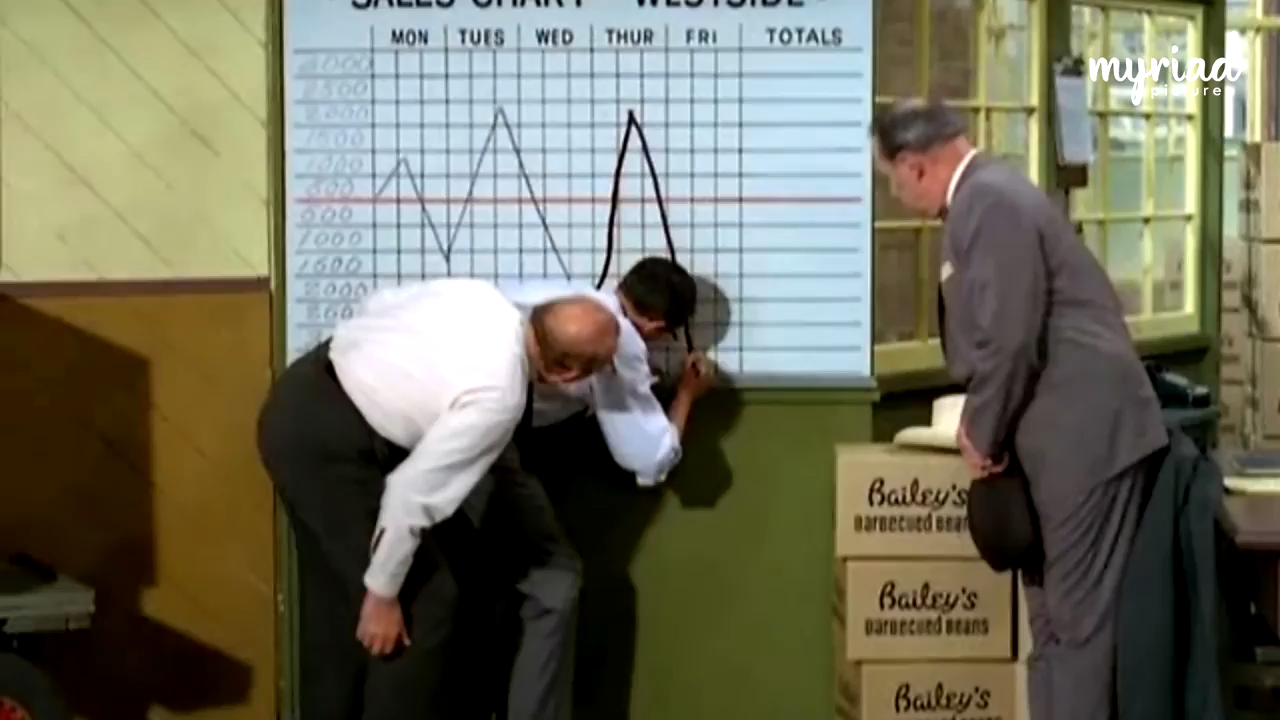 SALES CHART WESTSIDE
MON TUES WED THUR FRI TOTALS
2500
2000
1500
1000
500
000
1000
1500
2000
myriad
pictures
Bailey's
BARBECUED BEANS
Bailey's
BARBECUED BEANS
Bailey's